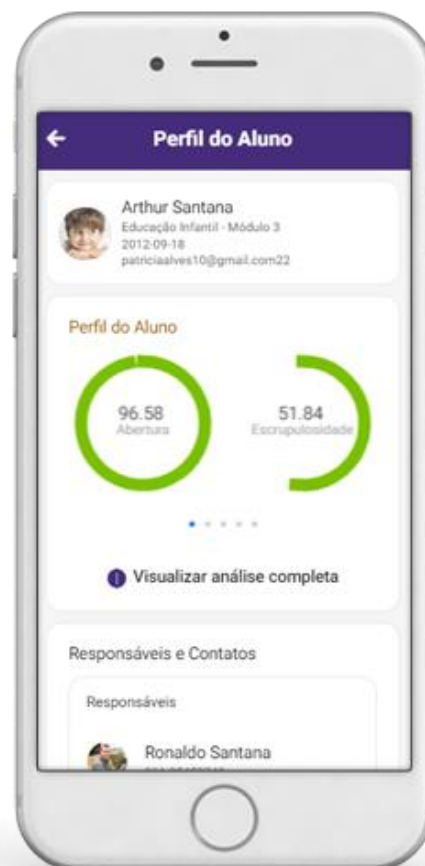 Perfil do Aluno
Arthur Santana
Educação Infantil - Módulo 3
2012-09-18
patriciaalves10@gmail.com22
Perfil do Aluno
96.58
Abertura
51.84
Escrupulosidade
Visualizar análise completa
Responsáveis e Contatos
Responsáveis
Ronaldo Santana